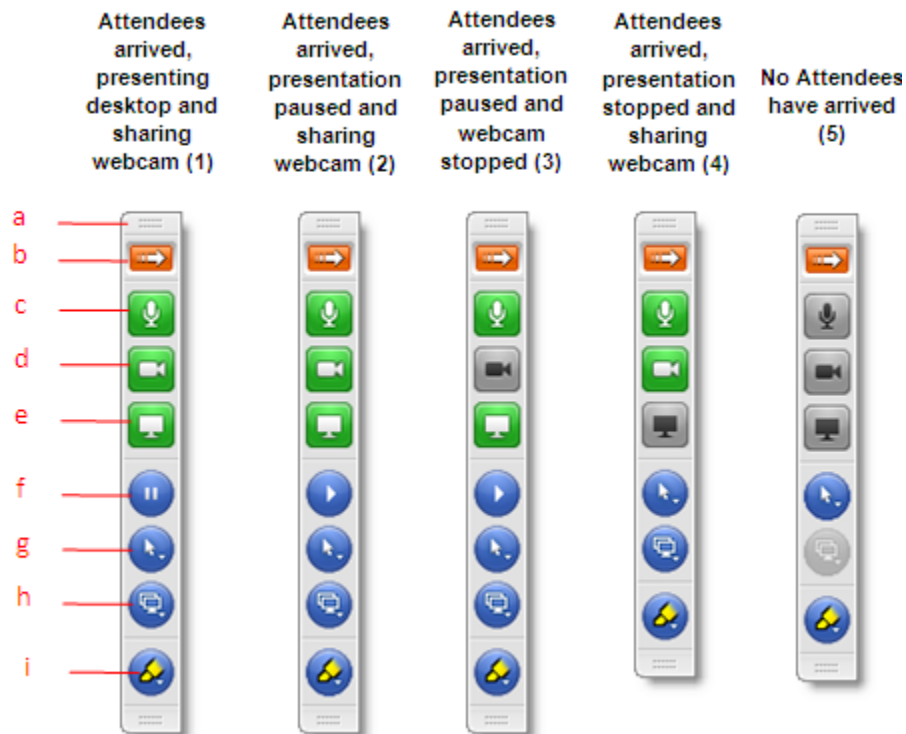 Attendees
arrived,
presenting
desktop and
sharing
webcam (1)
Attendees
arrived,
presentation
paused and
sharing
webcam (2)
Attendees
arrived,
presentation
paused and
webcam
stopped (3)
Attendees
arrived,
presentation
stopped and
sharing
webcam (4)
No Attendees
have arrived
(5)
a
b
c
d
e
f
g
h
i